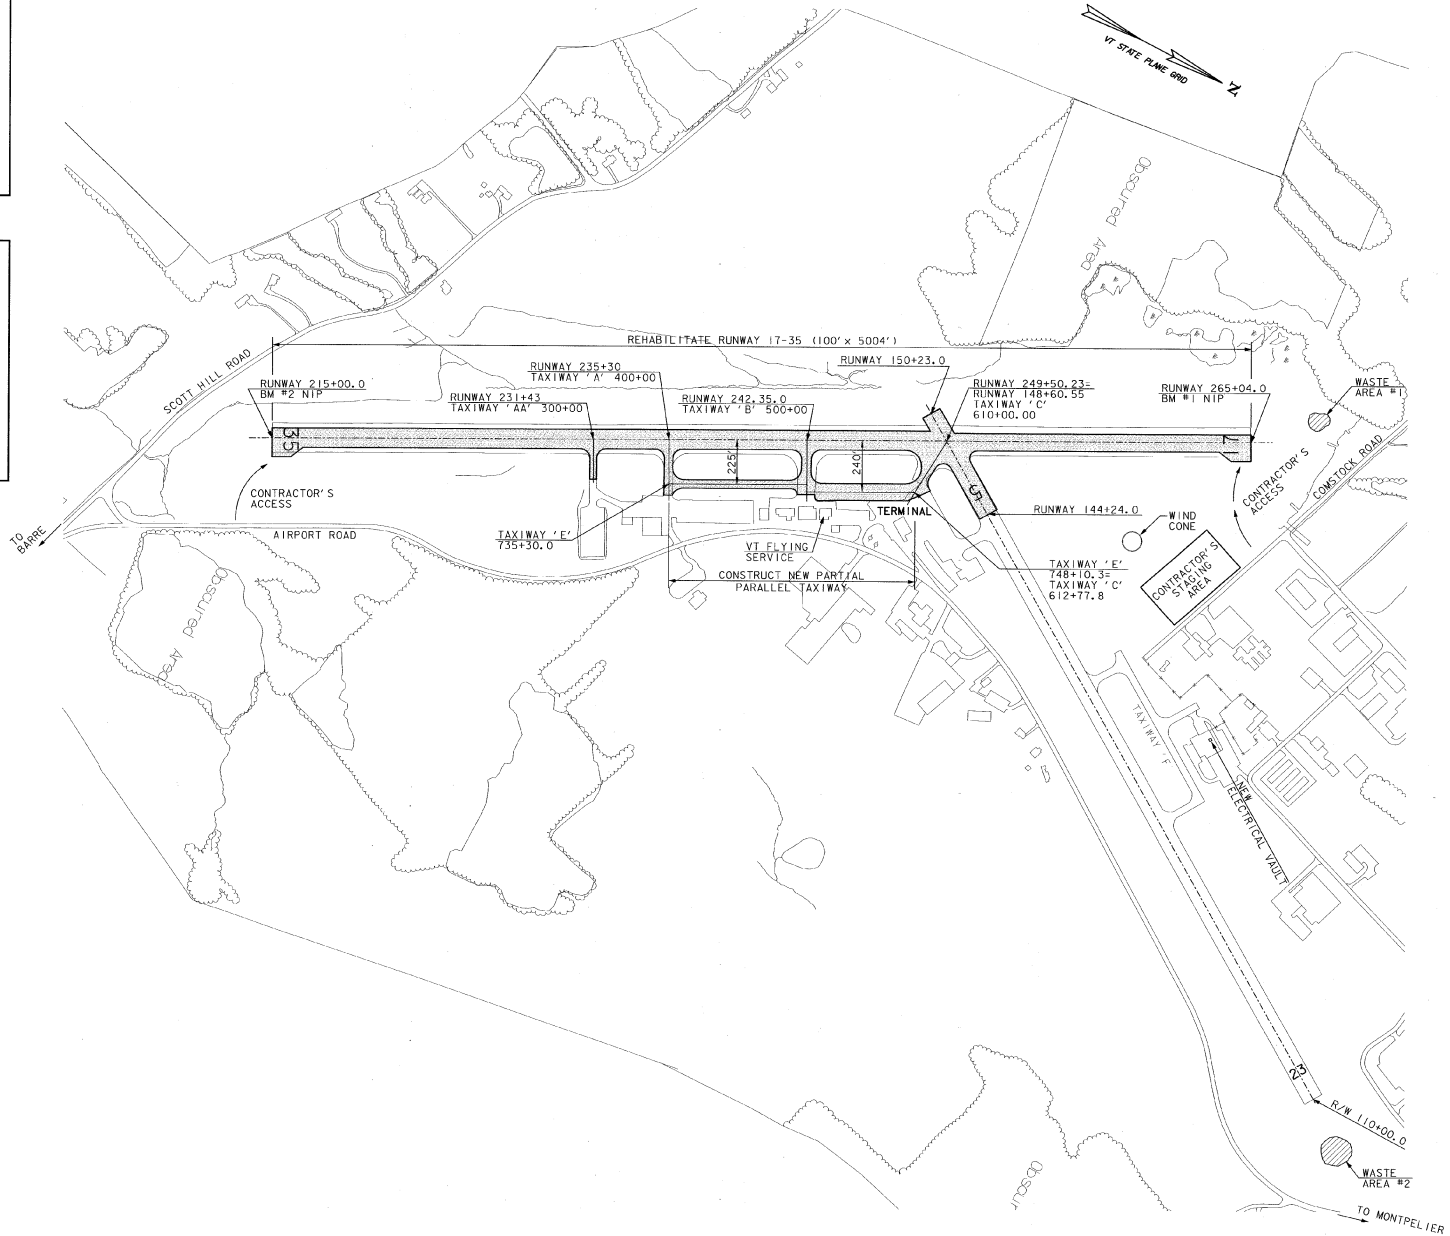 VT STATE PLANE GRID
N
Obscured Area
REHABILITATE RUNWAY 17-35 (100' x 5004')
RUNWAY 150+23.0
RUNWAY 235+30
TAXIWAY 'A' 400+00
SCOTT HILL ROAD
RUNWAY 215+00.0
BM #2 NIP
RUNWAY 231+43
TAXIWAY 'AA' 300+00
RUNWAY 242.35.0
TAXIWAY 'B' 500+00
RUNWAY 249+50.23=
RUNWAY 148+60.55
TAXIWAY 'C'
610+00.00
RUNWAY 265+04.0
BM #1 NIP
WASTE
AREA #1
35
17
225'
240'
5
CONTRACTOR'S
ACCESS
CONTRACTOR'S
ACCESS
COMSTOCK ROAD
TERMINAL
RUNWAY 144+24.0
WIND
CONE
TO
BARRE
AIRPORT ROAD
TAXIWAY 'E'
735+30.0
VT FLYING
SERVICE
CONSTRUCT NEW PARTIAL
PARALLEL TAXIWAY
TAXIWAY 'E'
748+10.3=
TAXIWAY 'C'
612+77.8
CONTRACTOR'S
STAGING
AREA
Obscured
Area
TAXIWAY 'F'
NEW
ELECTRICAL VAULT
23
R/W 110+00.0
WASTE
AREA #2
Obscur
TO MONTPELIER